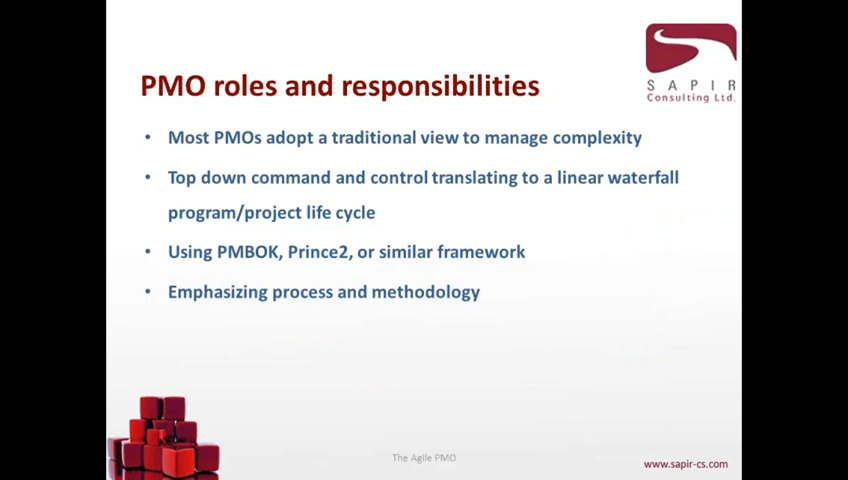 SAPIR
Consulting Ltd.
PMO roles and responsibilities
• Most PMOs adopt a traditional view to manage complexity
• Top down command and control translating to a linear waterfall
program/project life cycle
• Using PMBOK, Prince2, or similar framework
• Emphasizing process and methodology
The Agile PMO
www.sapir-cs.com